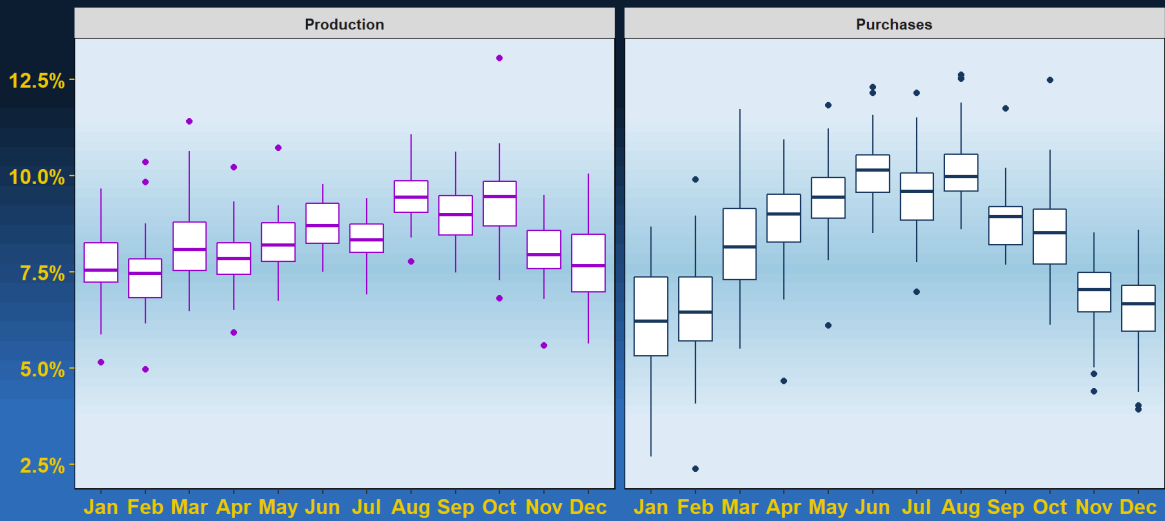 Production
Purchases
12.5%
10.0%
7.5%
5.0%
2.5%
Jan Feb Mar Apr May Jun Jul Aug Sep Oct Nov Dec
Jan Feb Mar Apr May Jun Jul Aug Sep Oct Nov Dec